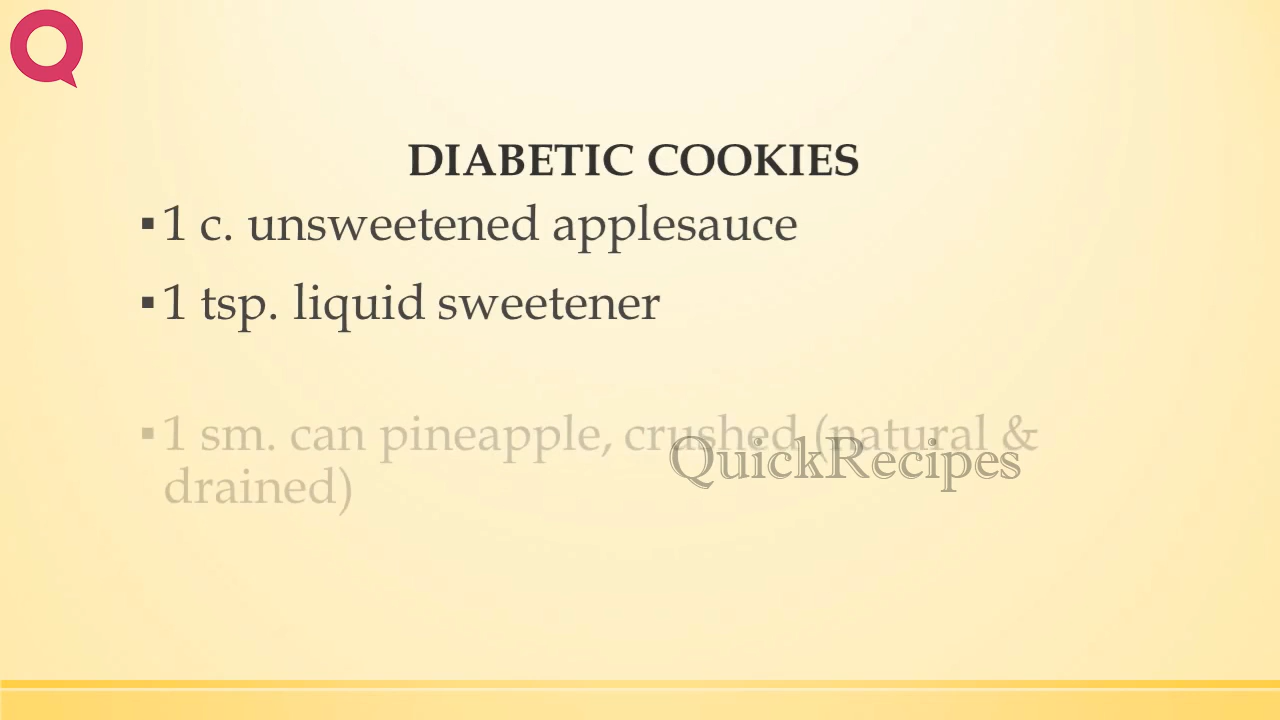 DIABETIC COOKIES
▪ 1 c. unsweetened applesauce
▪ 1 tsp. liquid sweetener
▪ 1 sm. can pineapple, crushed (natural &
drained)
QuickRecipes